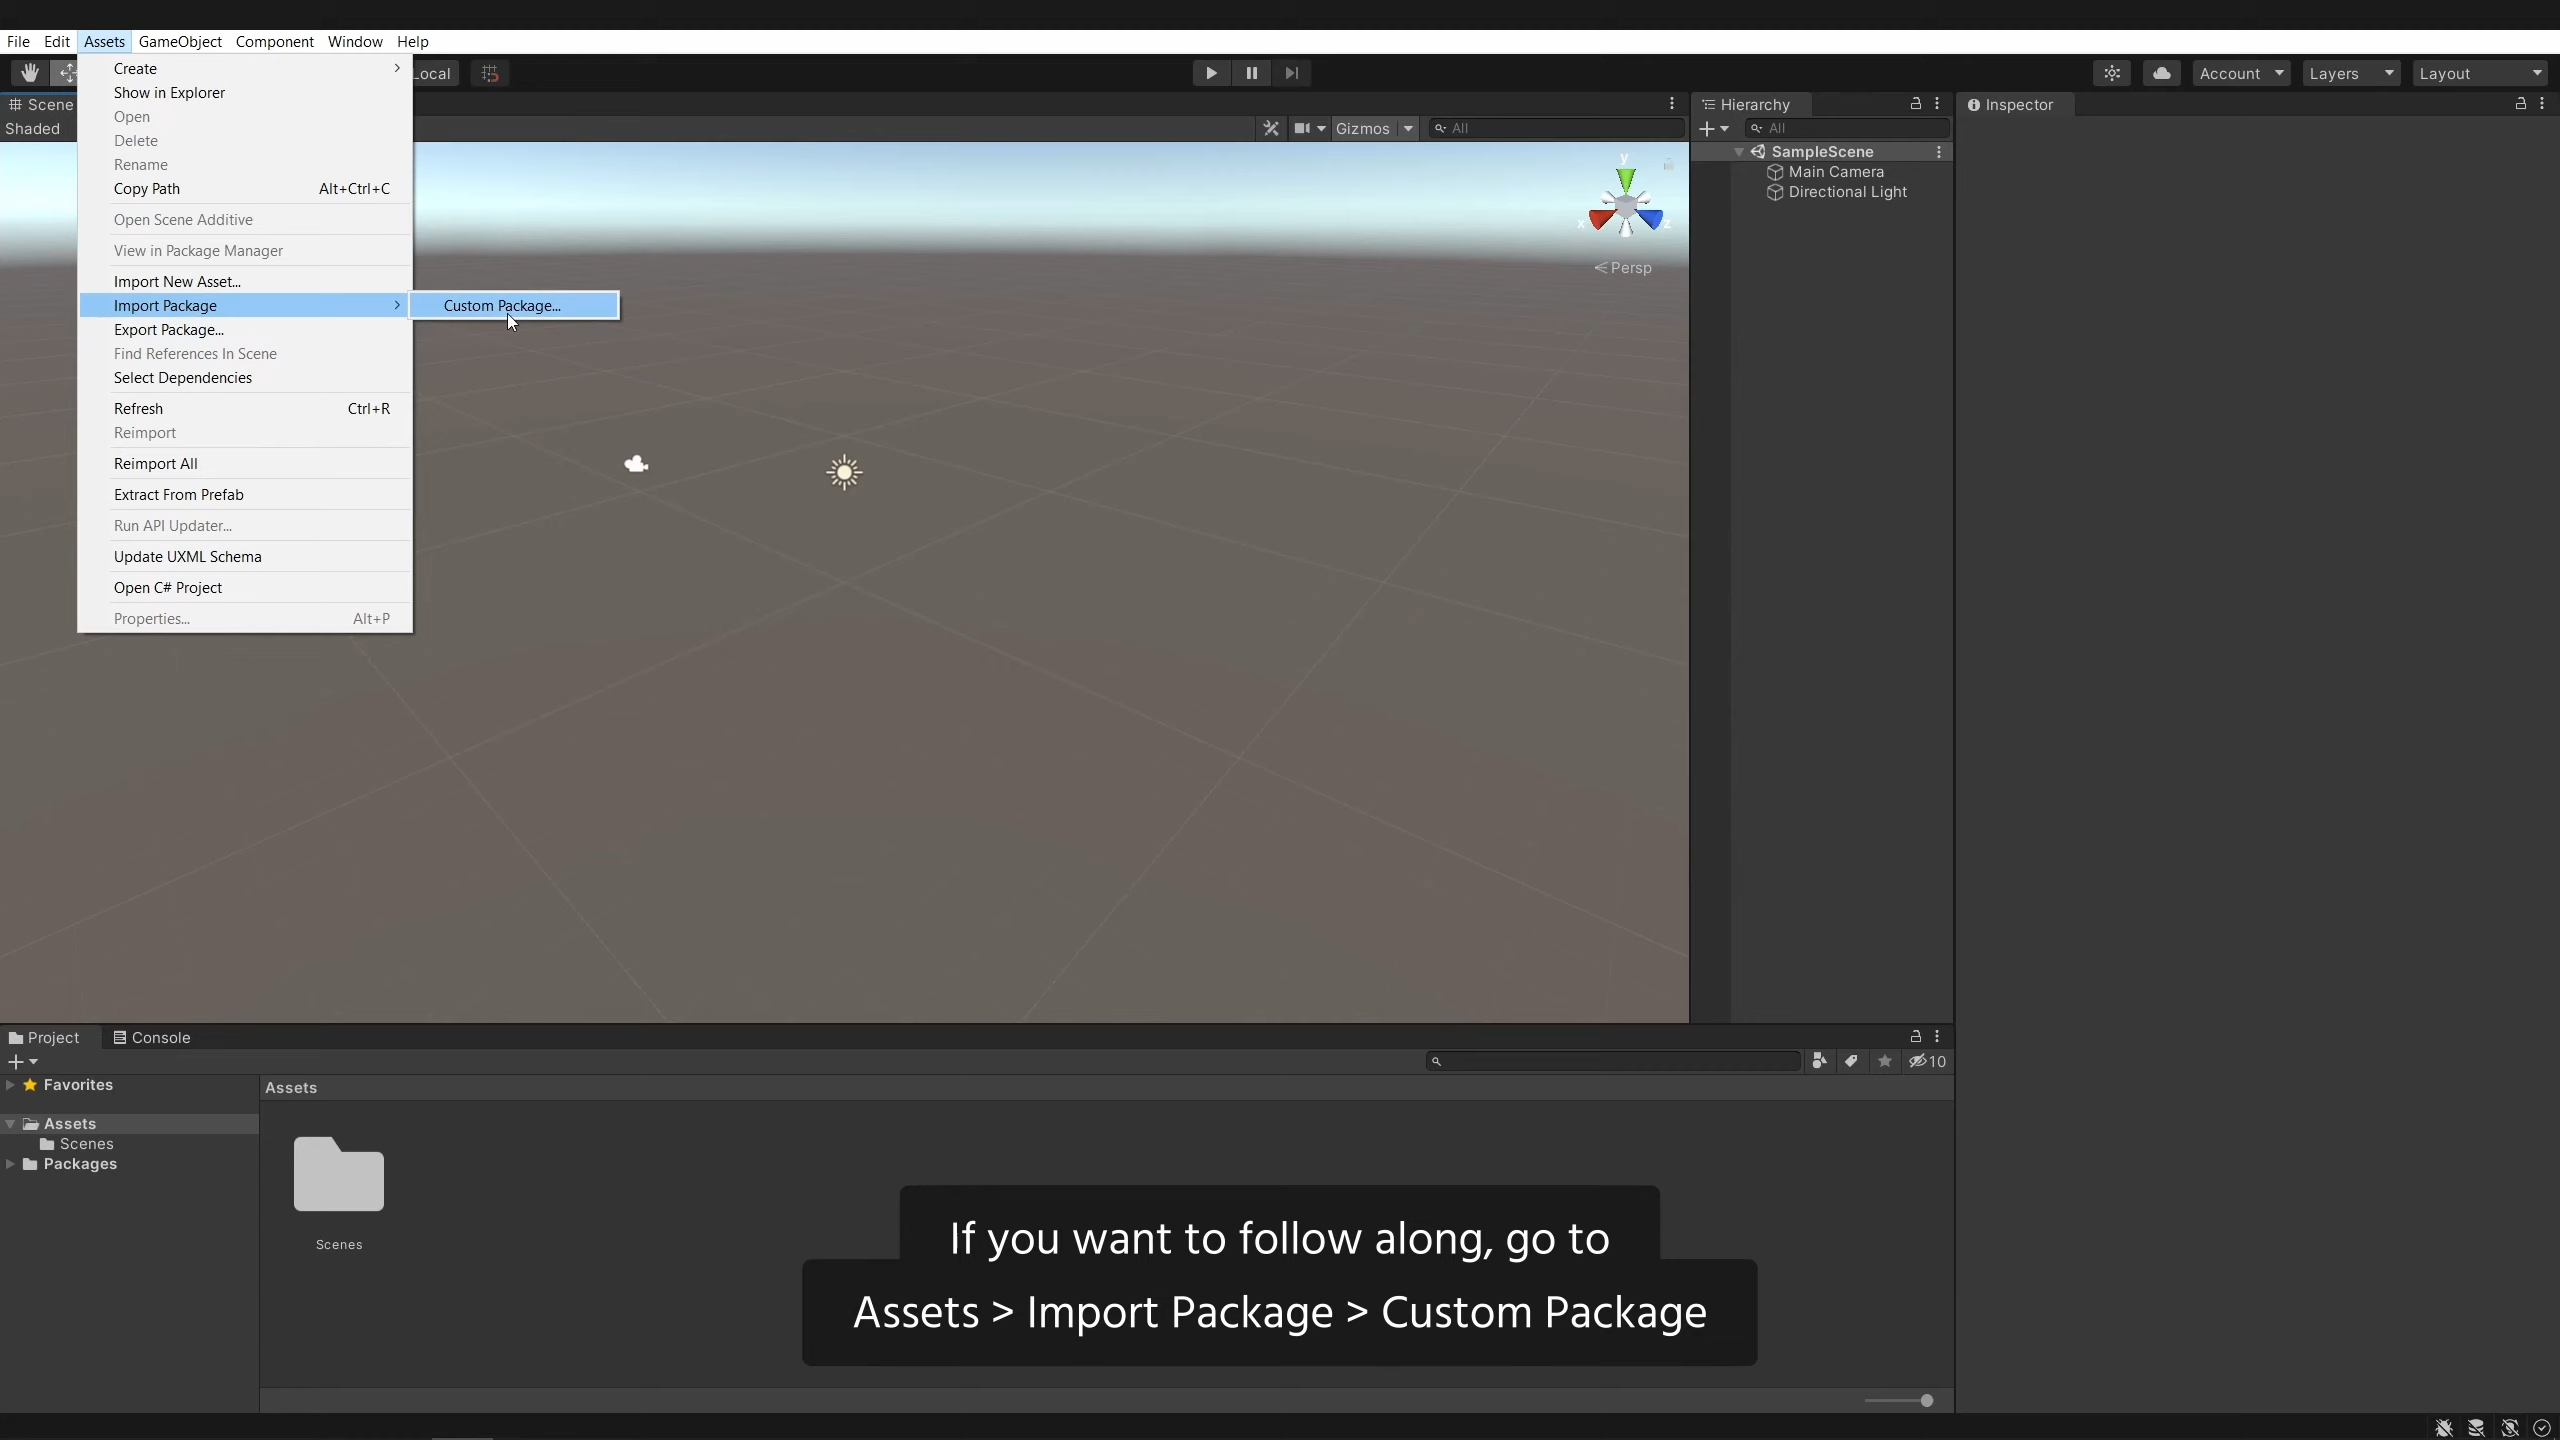 File Edit Assets GameObject Component Window Help
Create
Show in Explorer
Open
Delete
Rename
Copy Path Alt+Ctrl+C
Open Scene Additive
View in Package Manager
Import New Asset...
Import Package
Custom Package...
Export Package...
Find References In Scene
Select Dependencies
Refresh Ctrl+R
Reimport
Reimport All
Extract From Prefab
Run API Updater...
Update UXML Schema
Open C# Project
Properties... Alt+P
Local
Account Layers Layout
Scene
Shaded
Gizmos All
y
x z
Persp
Hierarchy
All
SampleScene
Main Camera
Directional Light
Inspector
Project Console
10
Favorites
Assets
Scenes
Packages
Assets
Scenes
If you want to follow along, go to
Assets > Import Package > Custom Package